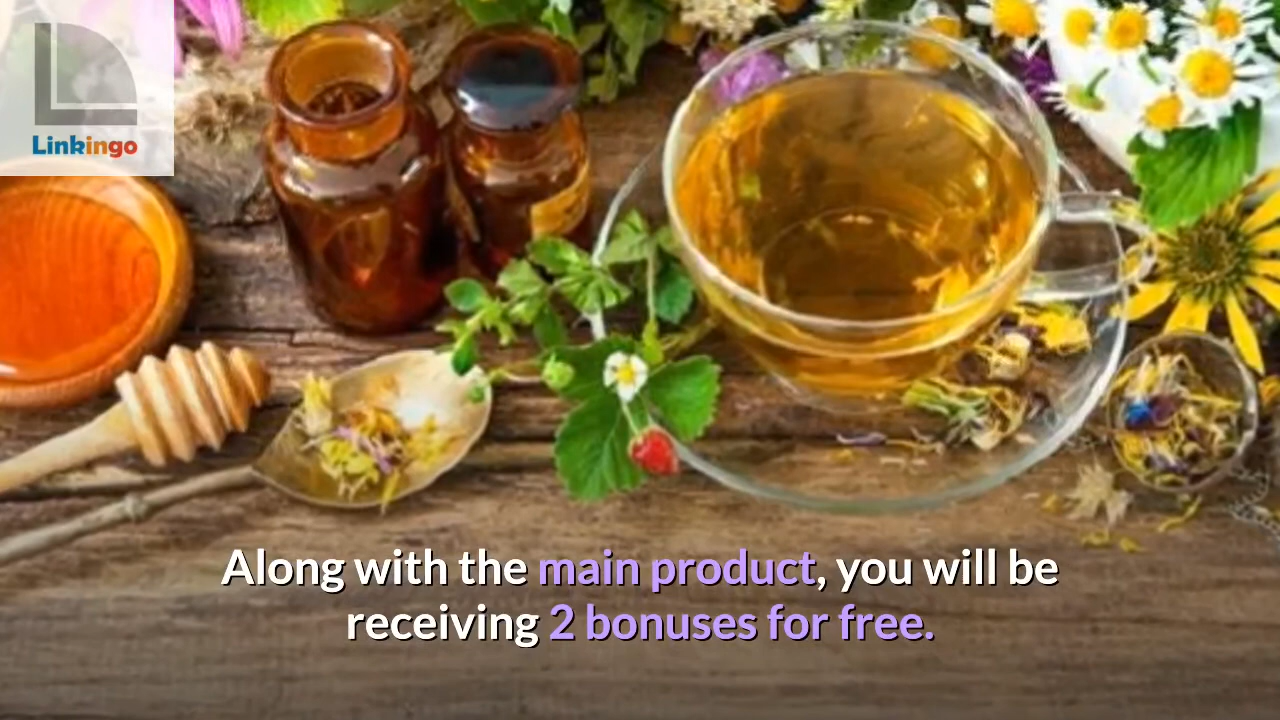 Linkingo
Along with the main product, you will be
receiving 2 bonuses for free.